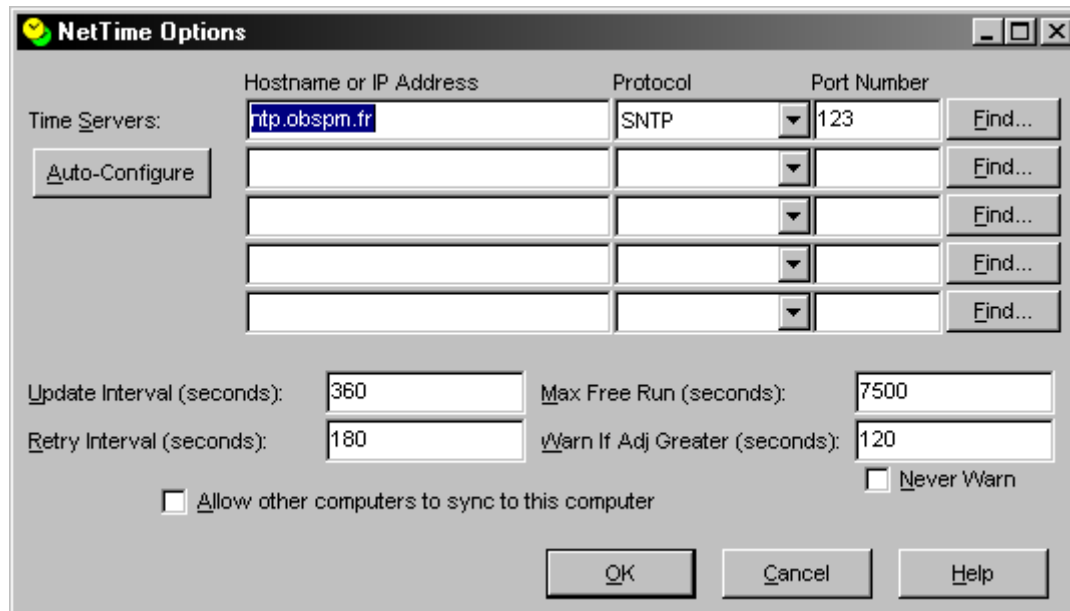 NetTime Options
Hostname or IP Address Protocol Port Number
Time Servers: ntp.obspm.fr SNTP 123 Find...
Auto-Configure Find...
Find...
Find...
Find...
Update Interval (seconds): 360 Max Free Run (seconds): 7500
Retry Interval (seconds): 180 Warn If Adj Greater (seconds): 120
Never Warn
Allow other computers to sync to this computer
OK Cancel Help